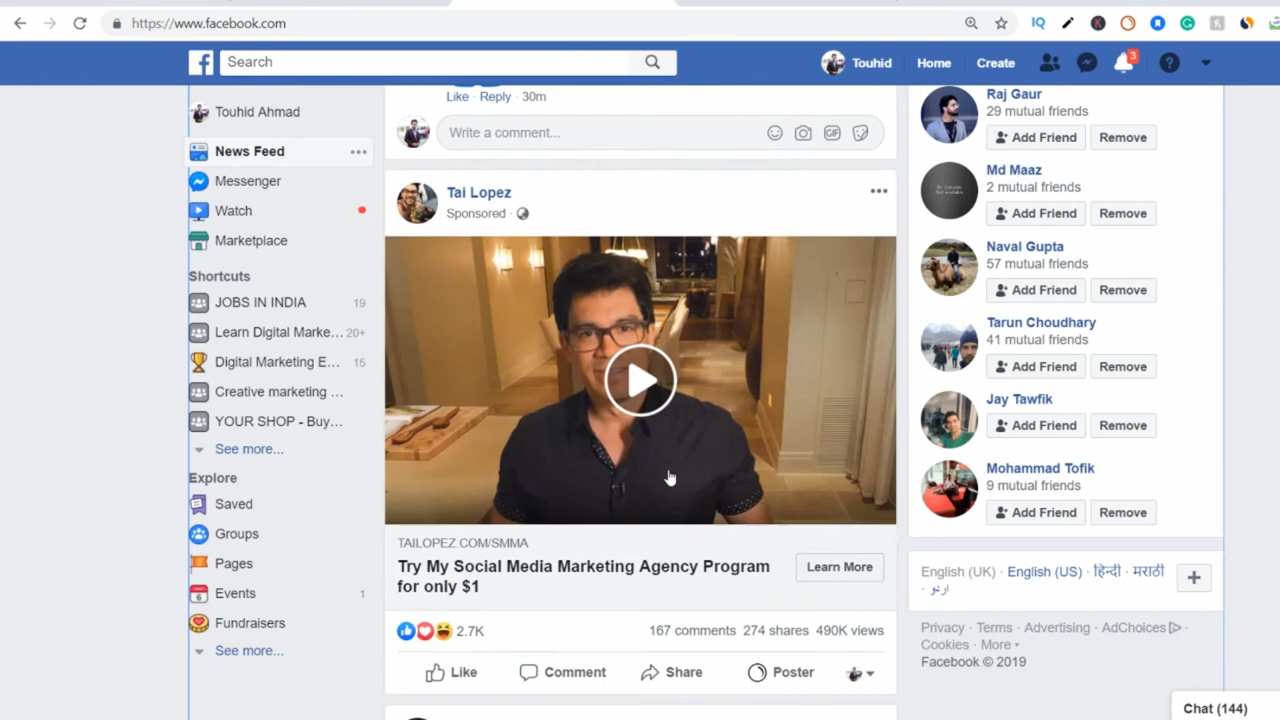 https://www.facebook.com
IQ
Search
Touhid
Home
Create
3
Touhid Ahmad
News Feed
Messenger
Watch
Marketplace
Shortcuts
JOBS IN INDIA 19
Learn Digital Marke... 20+
Digital Marketing E... 15
Creative marketing ...
YOUR SHOP - Buy...
See more...
Explore
Saved
Groups
Pages
Events 1
Fundraisers
See more...
Like · Reply · 30m
Write a comment...
GIF
Tai Lopez
Sponsored ·
TAILOPEZ.COM/SMMA
Try My Social Media Marketing Agency Program
for only $1
Learn More
2.7K
167 comments 274 shares 490K views
Like
Comment
Share
Poster
Raj Gaur
29 mutual friends
Add Friend Remove
Md Maaz
2 mutual friends
Add Friend Remove
Naval Gupta
57 mutual friends
Add Friend Remove
Tarun Choudhary
41 mutual friends
Add Friend Remove
Jay Tawfik
Add Friend Remove
Mohammad Tofik
9 mutual friends
Add Friend Remove
English (UK) · English (US) · हिन्दी · मराठी
· اردو
Privacy · Terms · Advertising · AdChoices ·
Cookies · More
Facebook © 2019
Chat (144)